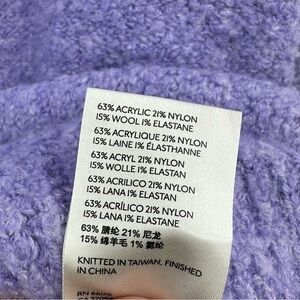 63% ACRYLIC 21% NYLON
15% WOOL 1% ELASTANE
63% ACRYLIQUE 21% NYLON
15% LAINE 1% ÉLASTHANNE
63% ACRYL 21% NYLON
15% WOLLE 1% ELASTAN
63% ACRILICO 21% NYLON
15% LANA 1% ELASTAN
63% ACRÍLICO 21% NYLON
15% LANA 1% ELASTANE
63% 腈纶 21% 尼龙
15% 绵羊毛 1% 氨纶
KNITTED IN TAIWAN, FINISHED
IN CHINA
RN 66170